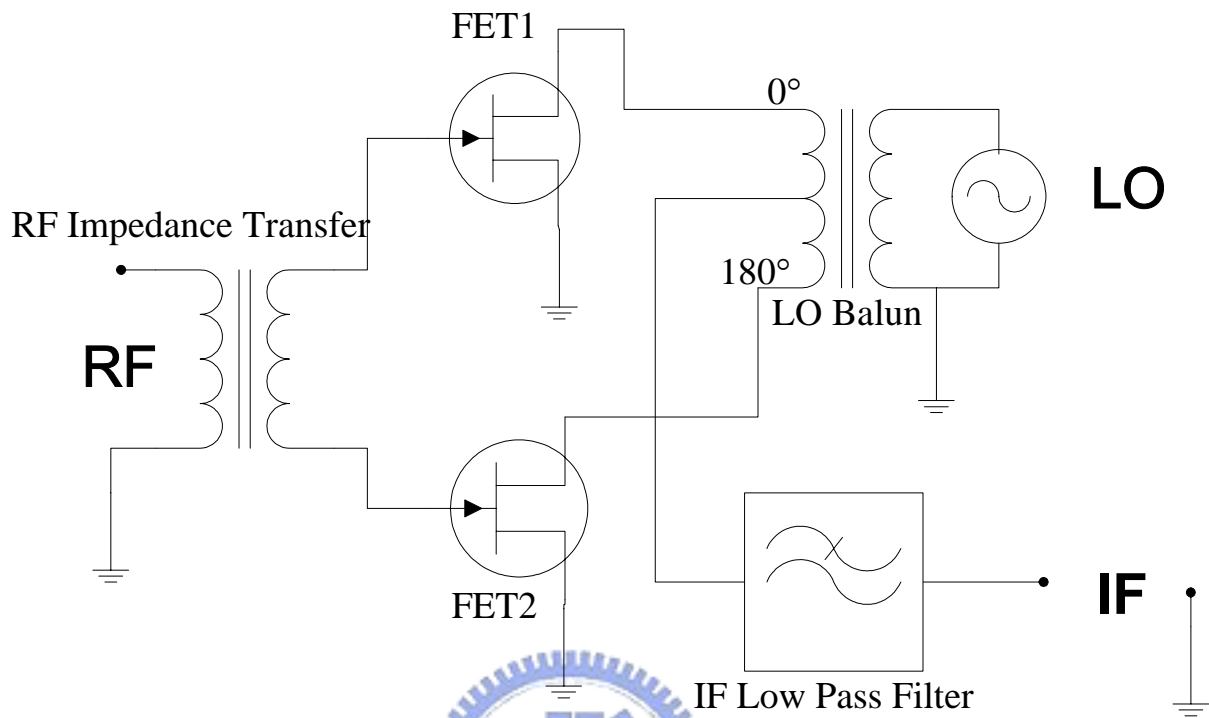 FET1
0°
LO
RF Impedance Transfer
180°
LO Balun
RF
FET2
IF
IF Low Pass Filter